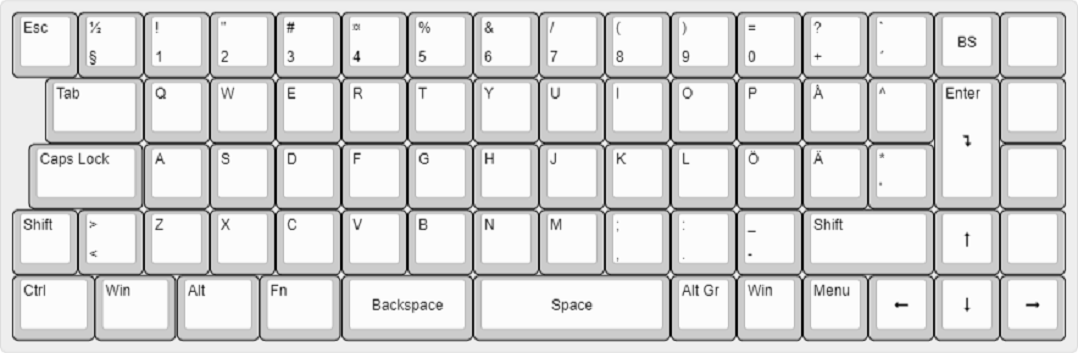 Esc ½ ! " # ¤ % & / ( ) = ? `
§ 1 2 3 4 5 6 7 8 9 0 + ´ BS
Tab Q W E R T Y U I O P Å ^ Enter
↴
Caps Lock A S D F G H J K L Ö Ä *
'
Shift > Z X C V B N M ; : _ Shift ↑
< , . -
Ctrl Win Alt Fn Backspace Space Alt Gr Win Menu ← ↓ →